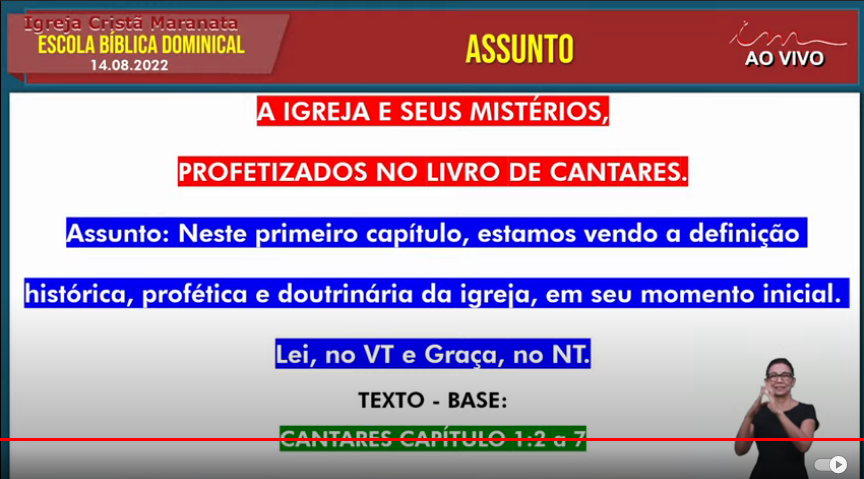 Igreja Cristã Maranata
ESCOLA BÍBLICA DOMINICAL
14.08.2022
ASSUNTO
AO VIVO
A IGREJA E SEUS MISTÉRIOS,
PROFETIZADOS NO LIVRO DE CANTARES.
Assunto: Neste primeiro capítulo, estamos vendo a definição
histórica, profética e doutrinária da igreja, em seu momento inicial.
Lei, no VT e Graça, no NT.
TEXTO - BASE:
CANTARES CAPÍTULO 1:2 a 7